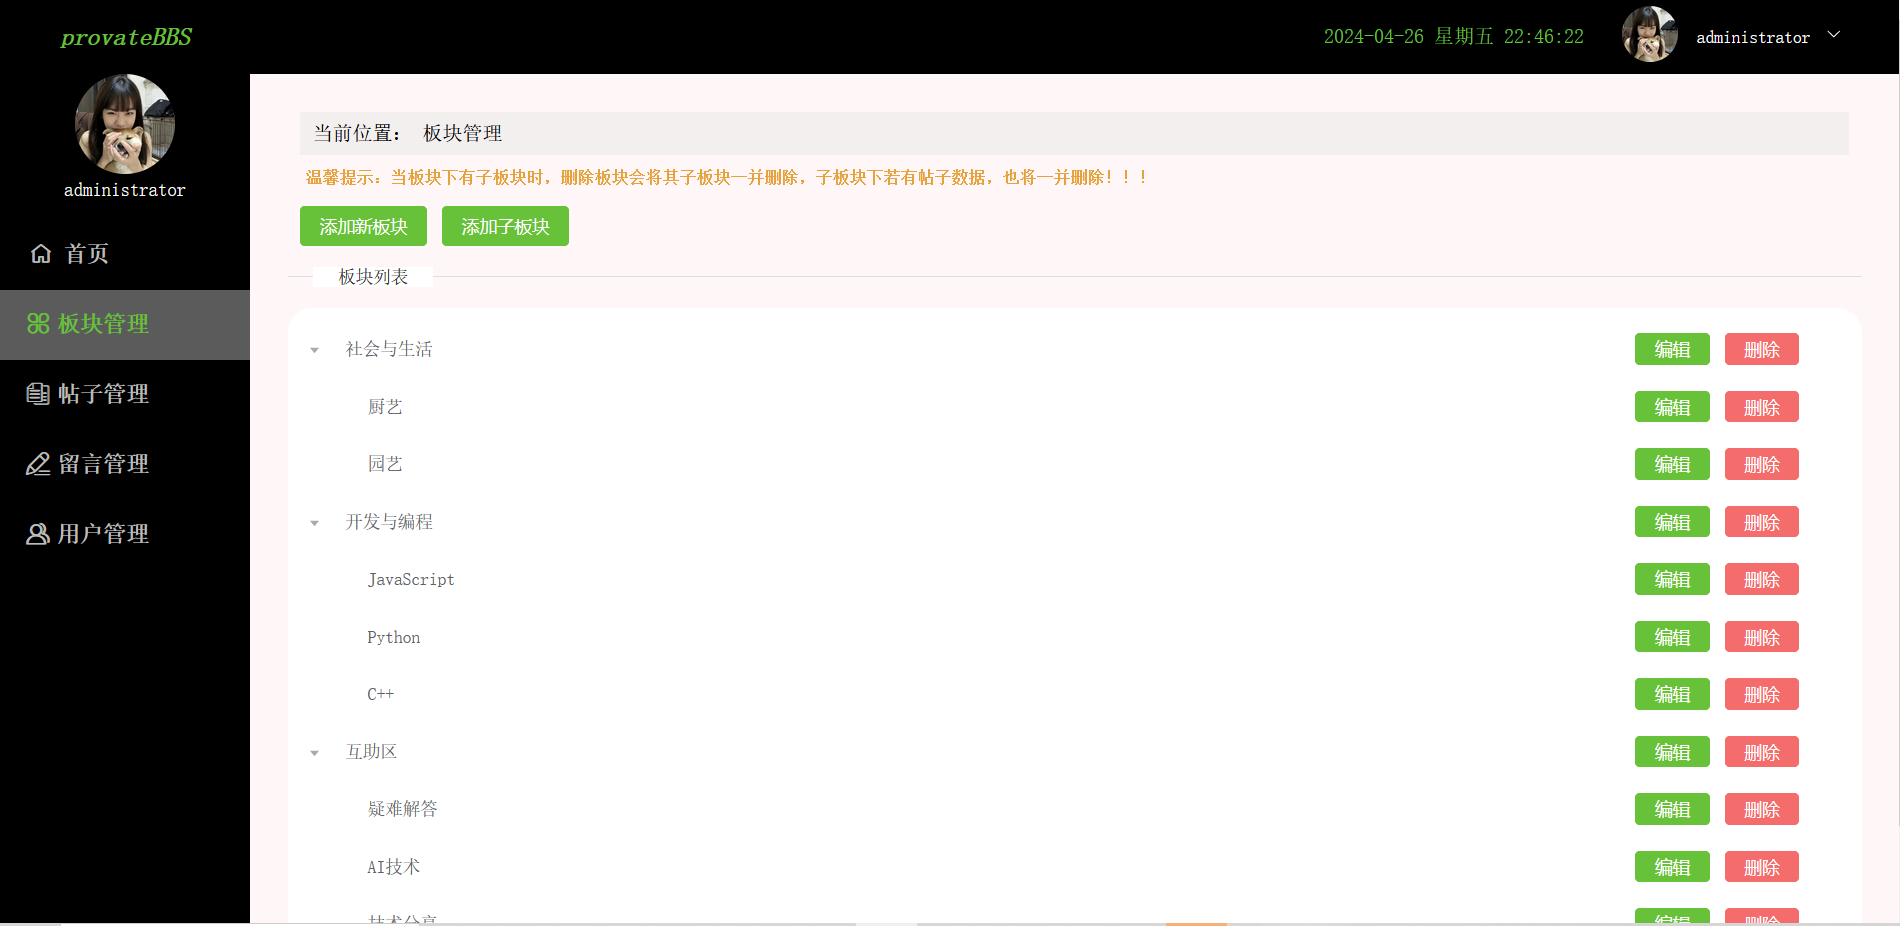 provateBBS
2024-04-26 星期五 22:46:22
administrator
administrator
首页
板块管理
帖子管理
留言管理
用户管理
当前位置： 板块管理
温馨提示：当板块下有子板块时，删除板块会将其子板块一并删除，子板块下若有帖子数据，也将一并删除！！！
添加新板块 添加子板块
板块列表
社会与生活 编辑 删除
厨艺 编辑 删除
园艺 编辑 删除
开发与编程 编辑 删除
JavaScript 编辑 删除
Python 编辑 删除
C++ 编辑 删除
互助区 编辑 删除
疑难解答 编辑 删除
AI技术 编辑 删除
技术分享 编辑 删除